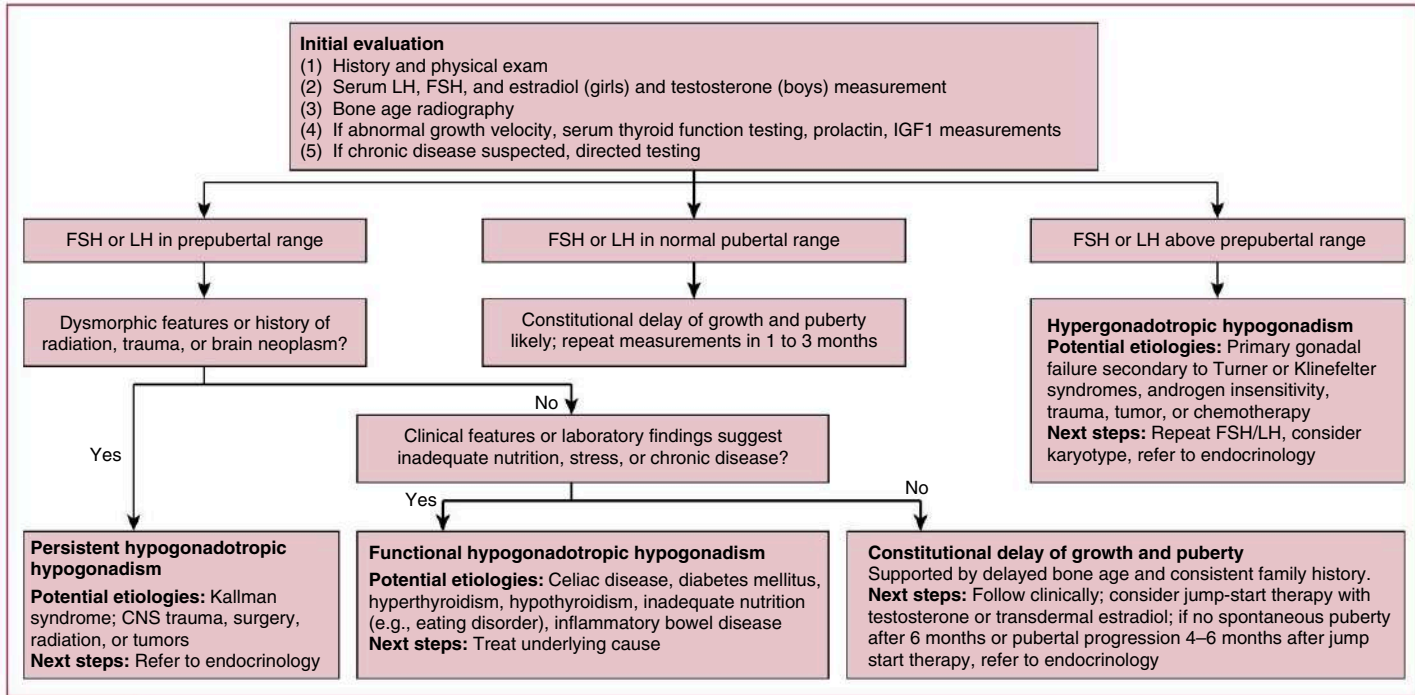 Initial evaluation
(1) History and physical exam
(2) Serum LH, FSH, and estradiol (girls) and testosterone (boys) measurement
(3) Bone age radiography
(4) If abnormal growth velocity, serum thyroid function testing, prolactin, IGF1 measurements
(5) If chronic disease suspected, directed testing
FSH or LH in prepubertal range
FSH or LH in normal pubertal range
FSH or LH above prepubertal range
Dysmorphic features or history of
radiation, trauma, or brain neoplasm?
Constitutional delay of growth and puberty
likely; repeat measurements in 1 to 3 months
Hypergonadotropic hypogonadism
Potential etiologies: Primary gonadal
failure secondary to Turner or Klinefelter
syndromes, androgen insensitivity,
trauma, tumor, or chemotherapy
Next steps: Repeat FSH/LH, consider
karyotype, refer to endocrinology
No
Clinical features or laboratory findings suggest
inadequate nutrition, stress, or chronic disease?
Yes
Yes
No
Persistent hypogonadotropic
hypogonadism
Potential etiologies: Kallman
syndrome; CNS trauma, surgery,
radiation, or tumors
Next steps: Refer to endocrinology
Functional hypogonadotropic hypogonadism
Potential etiologies: Celiac disease, diabetes mellitus,
hyperthyroidism, hypothyroidism, inadequate nutrition
(e.g., eating disorder), inflammatory bowel disease
Next steps: Treat underlying cause
Constitutional delay of growth and puberty
Supported by delayed bone age and consistent family history.
Next steps: Follow clinically; consider jump-start therapy with
testosterone or transdermal estradiol; if no spontaneous puberty
after 6 months or pubertal progression 4–6 months after jump
start therapy, refer to endocrinology